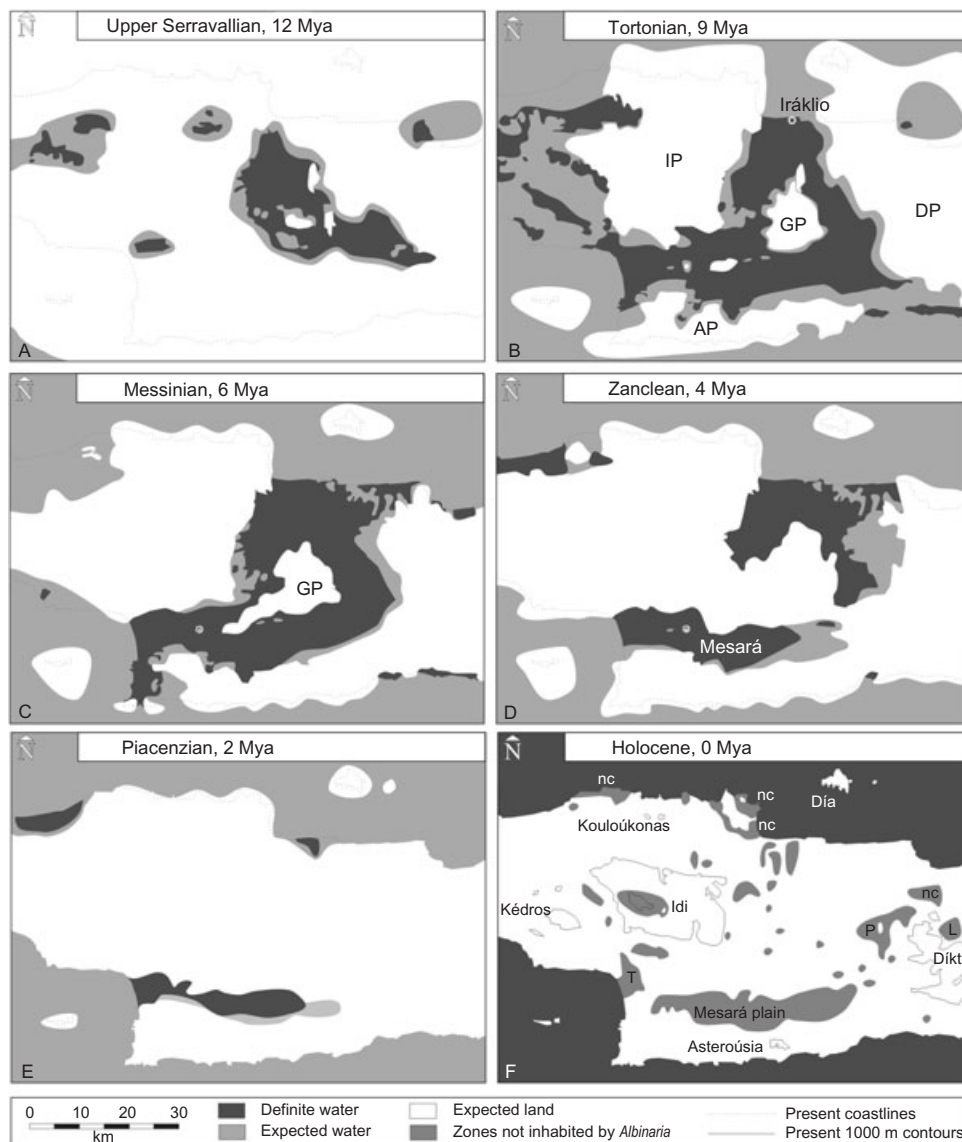 N
Upper Serravallian, 12 Mya
A
N
Tortonian, 9 Mya
Iráklio
IP
GP
DP
AP
B
N
Messinian, 6 Mya
GP
C
N
Zanclean, 4 Mya
Mesará
D
N
Piacenzian, 2 Mya
E
N
Holocene, 0 Mya
nc
nc
Día
nc
Kouloúkonas
nc
Kédros
Idi
P
L
Díkt
T
Mesará plain
Asteroúsia
F
0 10 20 30
km
Definite water
Expected water
Expected land
Zones not inhabited by Albinaria
Present coastlines
Present 1000 m contours